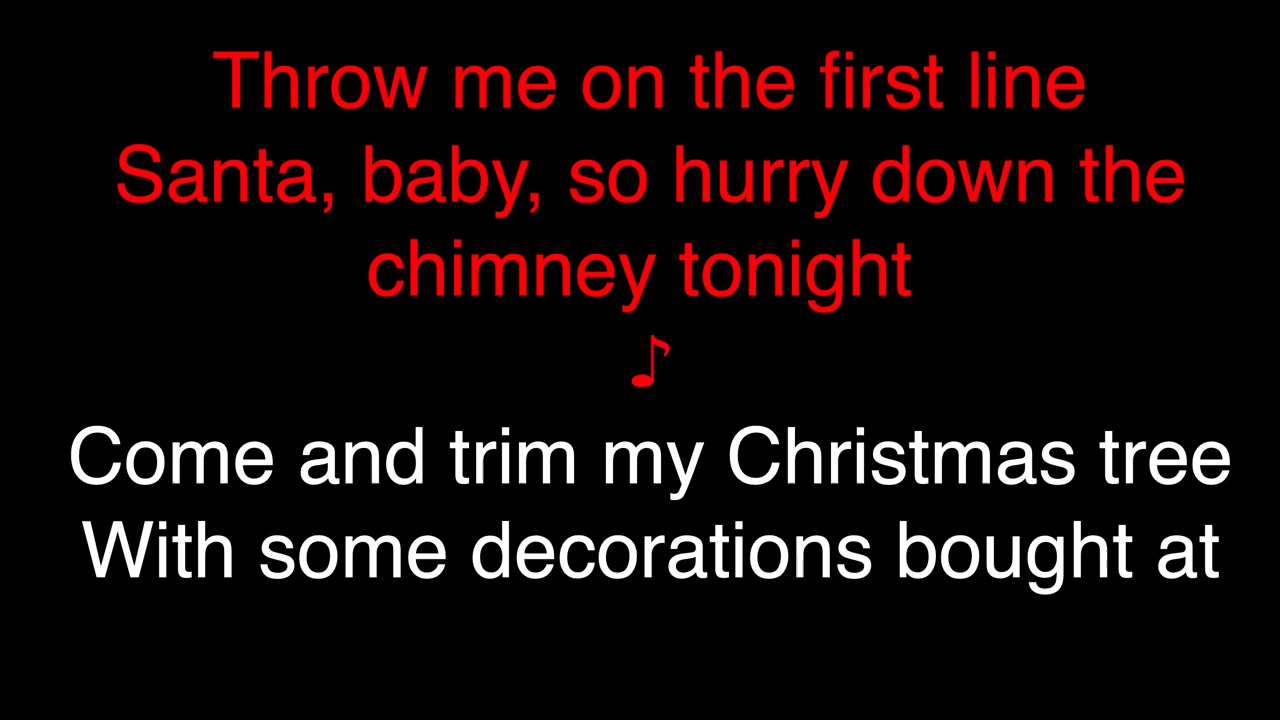 Throw me on the first line
Santa, baby, so hurry down the
chimney tonight
♪
Come and trim my Christmas tree
With some decorations bought at